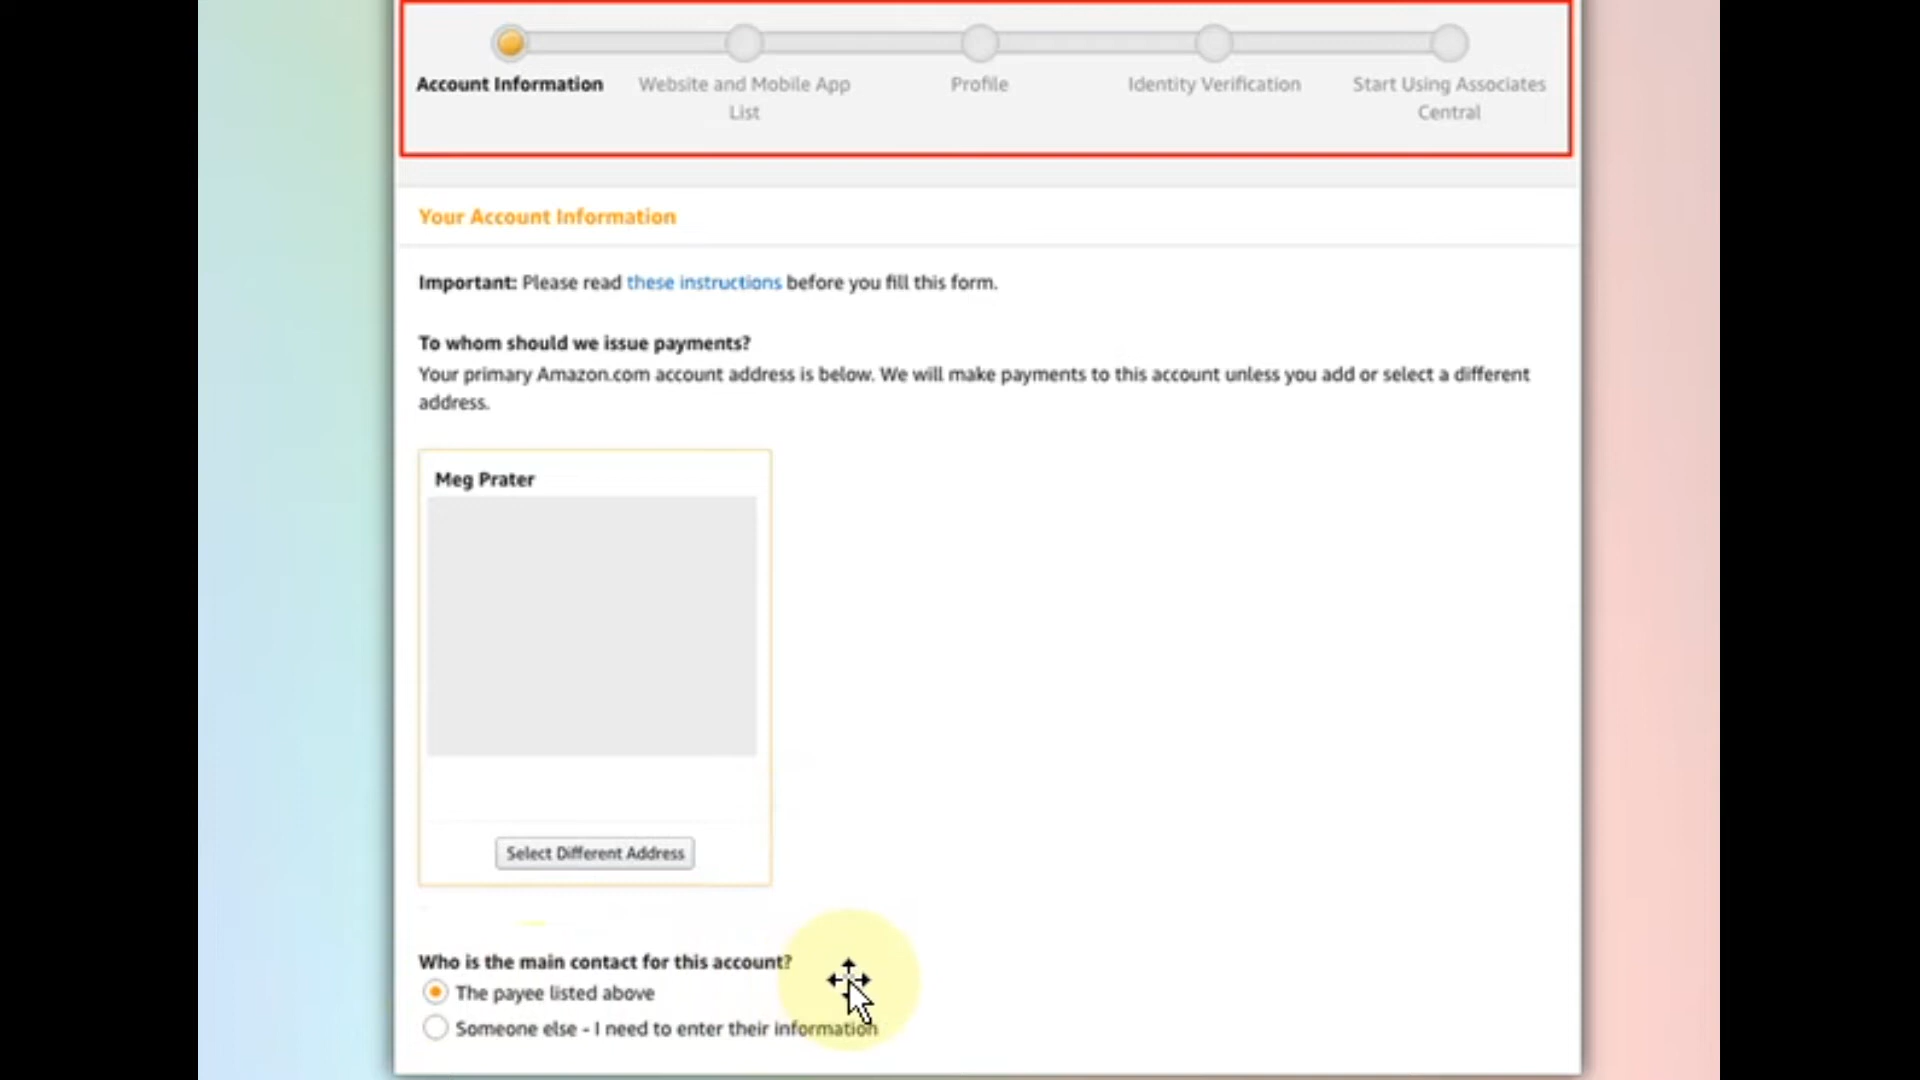 Account Information
Website and Mobile App
List
Profile
Identity Verification
Start Using Associates
Central
Your Account Information
Important: Please read these instructions before you fill this form.
To whom should we issue payments?
Your primary Amazon.com account address is below. We will make payments to this account unless you add or select a different
address.
Meg Prater
Select Different Address
Who is the main contact for this account?
The payee listed above
Someone else - I need to enter their information